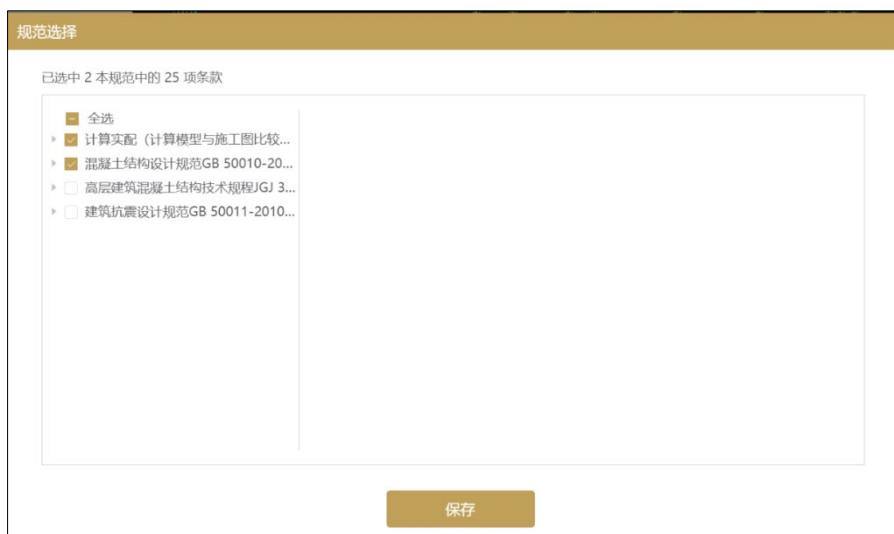 规范选择
已选中 2 本规范中的 25 项条款
全选
计算实配（计算模型与施工图比较...
混凝土结构设计规范GB 50010-20...
高层建筑混凝土结构技术规程JGJ 3...
建筑抗震设计规范GB 50011-2010...
保存